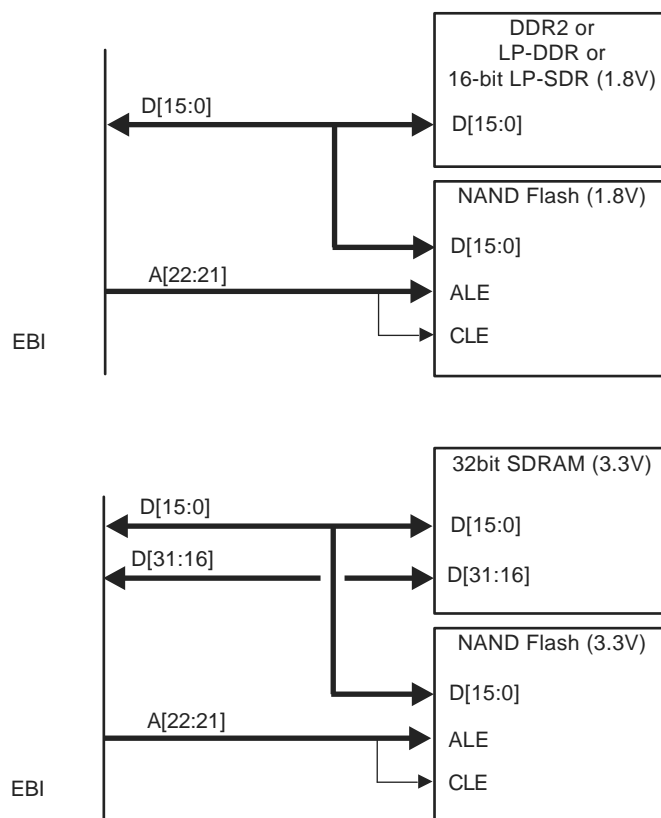 DDR2 or
LP-DDR or
16-bit LP-SDR (1.8V)
D[15:0]
D[15:0]
NAND Flash (1.8V)
D[15:0]
A[22:21]
ALE
EBI
CLE
32bit SDRAM (3.3V)
D[15:0]
D[15:0]
D[31:16]
D[31:16]
NAND Flash (3.3V)
D[15:0]
A[22:21]
ALE
EBI
CLE